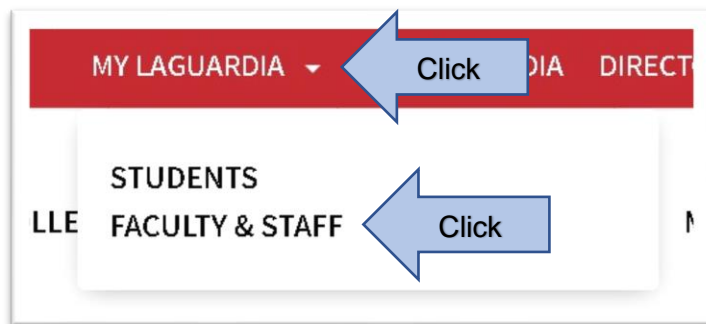 MY LAGUARDIA Click DIA DIRECT
STUDENTS
LLE FACULTY & STAFF Click